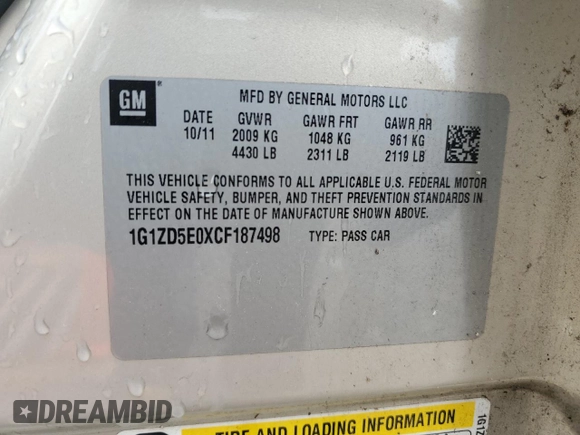 GM
MFD BY GENERAL MOTORS LLC
DATE GVWR GAWR FRT GAWR RR
10/11 2009 KG 1048 KG 961 KG
4430 LB 2311 LB 2119 LB
THIS VEHICLE CONFORMS TO ALL APPLICABLE U.S. FEDERAL MOTOR
VEHICLE SAFETY, BUMPER, AND THEFT PREVENTION STANDARDS IN
EFFECT ON THE DATE OF MANUFACTURE SHOWN ABOVE.
1G1ZD5E0XCF187498 TYPE: PASS CAR
TIRE AND LOADING INFORMATION
1G1Z
DREAMBID